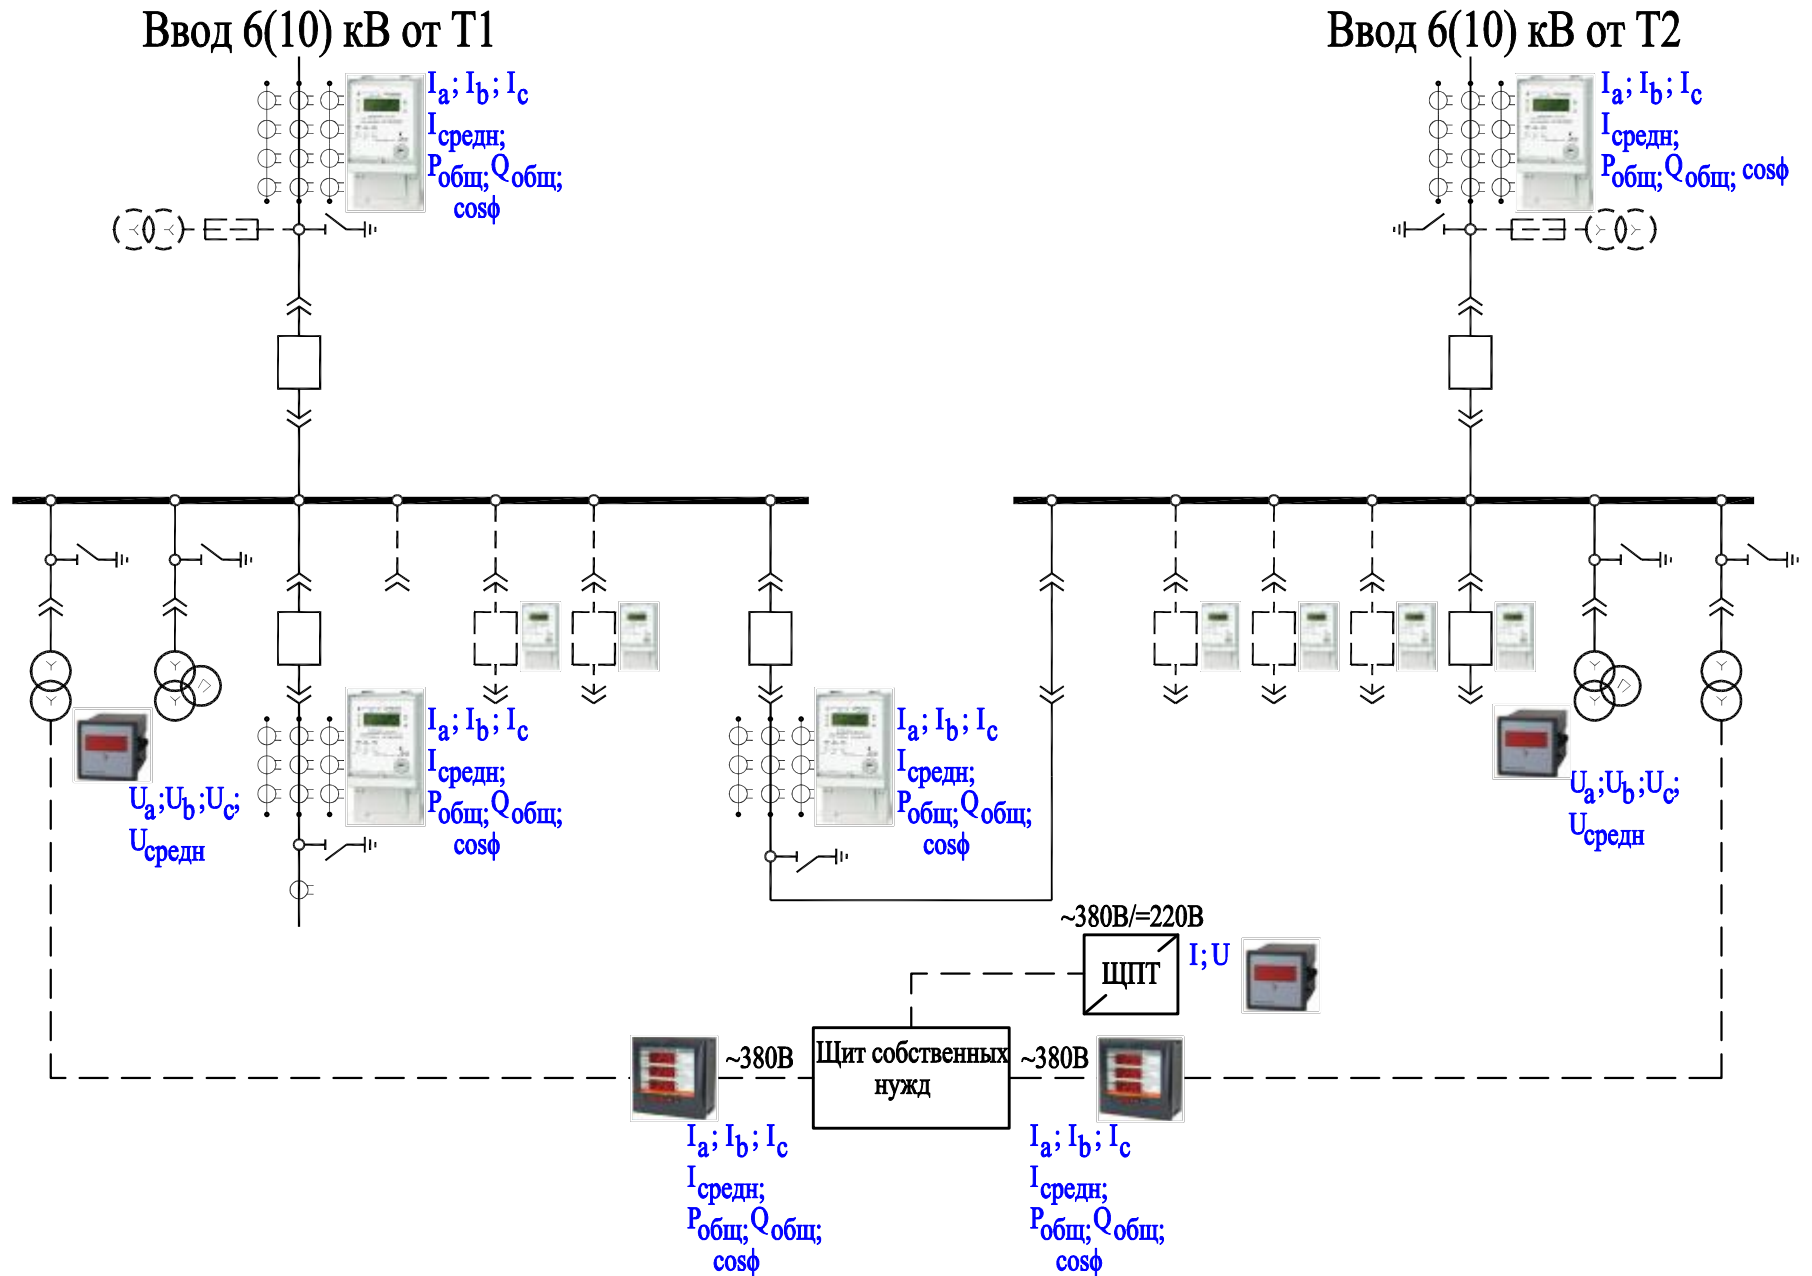 Ввод 6(10) кВ от Т1
Ввод 6(10) кВ от Т2
Ia; Ib; Ic
Iсредн;
Pобщ;Qобщ;
cosϕ
Ia; Ib; Ic
Iсредн;
Pобщ;Qобщ; cosϕ
Ua;Ub;Uc;
Uсредн
Ia; Ib; Ic
Iсредн;
Pобщ;Qобщ;
cosϕ
Ia; Ib; Ic
Iсредн;
Pобщ;Qобщ;
cosϕ
Ua;Ub;Uc;
Uсредн
~380В/=220В
ЩПТ
I;U
~380В
Щит собственных
нужд
~380В
Ia; Ib; Ic
Iсредн;
Pобщ;Qобщ;
cosϕ
Ia; Ib; Ic
Iсредн;
Pобщ;Qобщ;
cosϕ